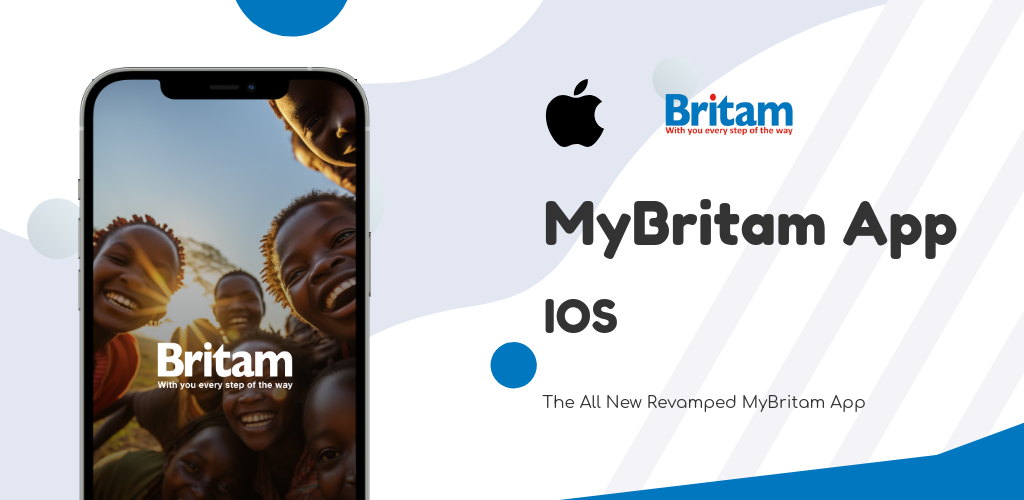 Britam
With you every step of the way
MyBritam App
IOS
The All New Revamped MyBritam App
Britam
With you every step of the way